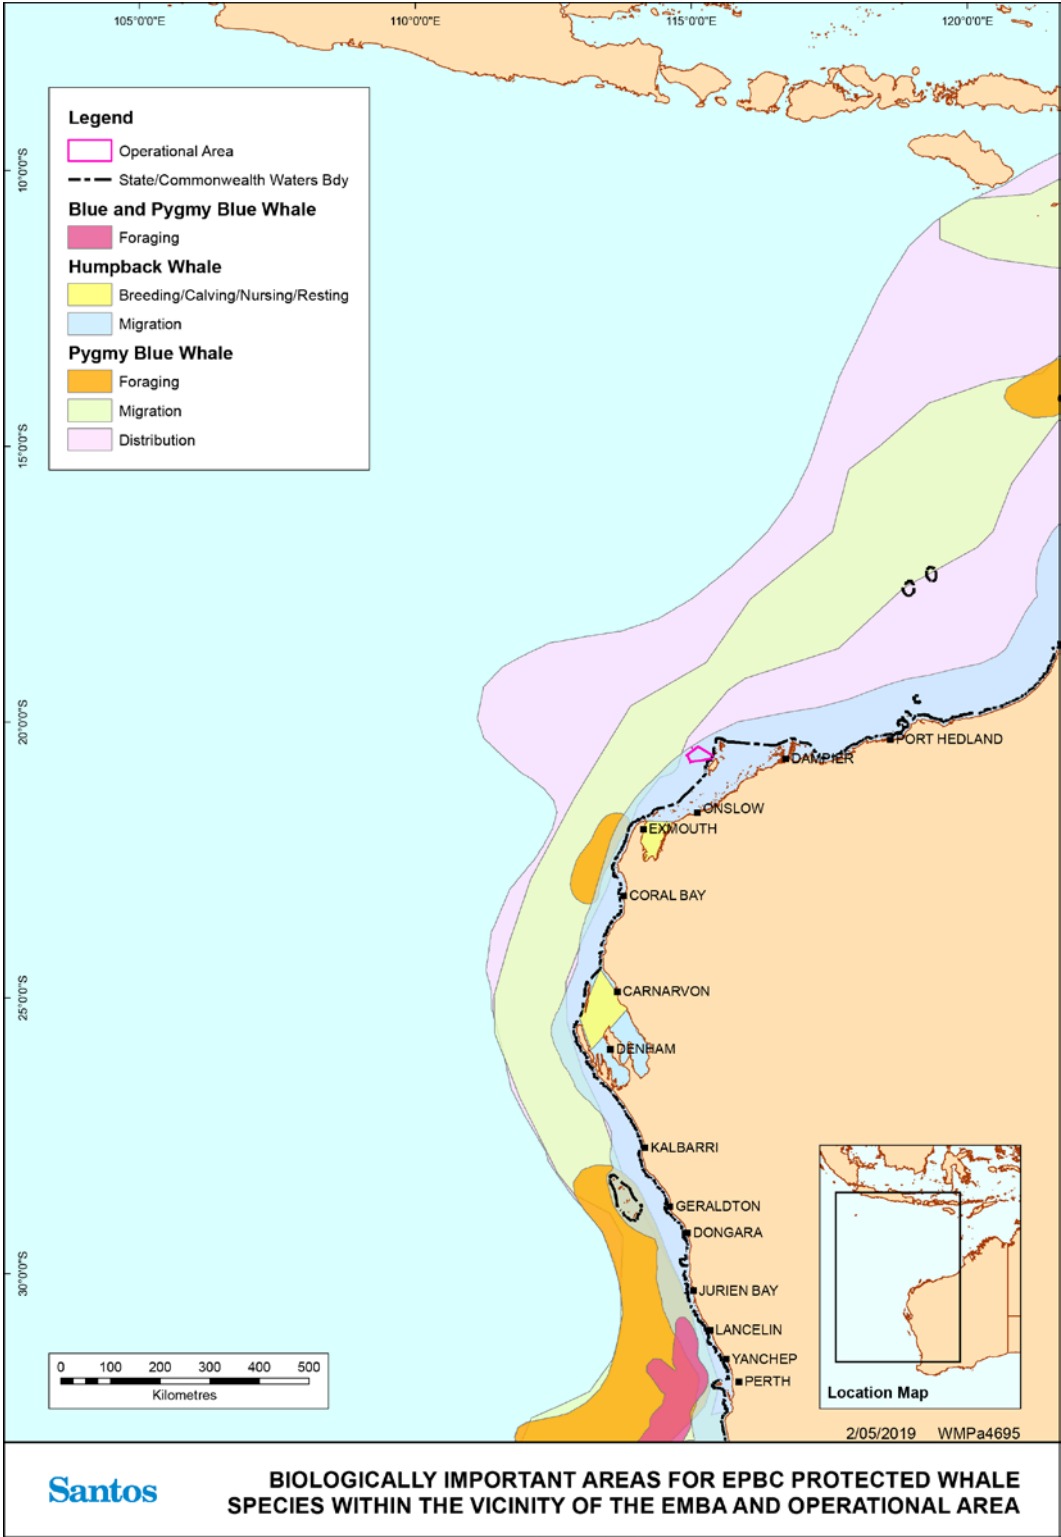 105°0'0"E 110°0'0"E 115°0'0"E 120°0'0"E
10°0'0"S
15°0'0"S
20°0'0"S
25°0'0"S
30°0'0"S
Legend
Operational Area
State/Commonwealth Waters Bdy
Blue and Pygmy Blue Whale
Foraging
Humpback Whale
Breeding/Calving/Nursing/Resting
Migration
Pygmy Blue Whale
Foraging
Migration
Distribution
PORT HEDLAND
DAMPIER
ONSLOW
EXMOUTH
CORAL BAY
CARNARVON
DENHAM
KALBARRI
GERALDTON
DONGARA
JURIEN BAY
LANCELIN
YANCHEP
PERTH
0 100 200 300 400 500
Kilometres
Location Map
2/05/2019 WMPa4695
Santos
BIOLOGICALLY IMPORTANT AREAS FOR EPBC PROTECTED WHALE
SPECIES WITHIN THE VICINITY OF THE EMBA AND OPERATIONAL AREA